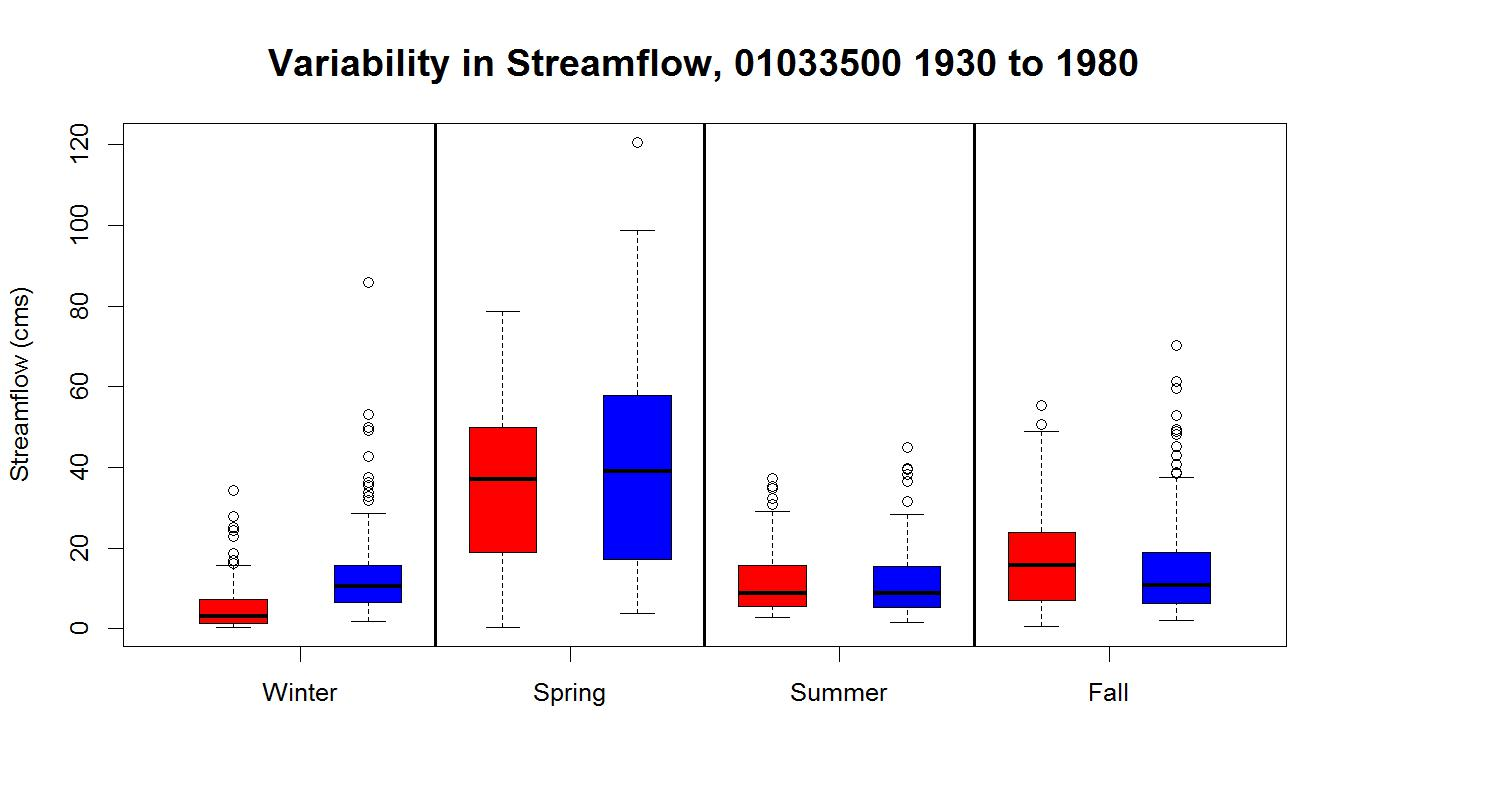 Variability in Streamflow, 01033500 1930 to 1980
Streamflow (cms)
120
100
80
60
40
20
0
Winter Spring Summer Fall